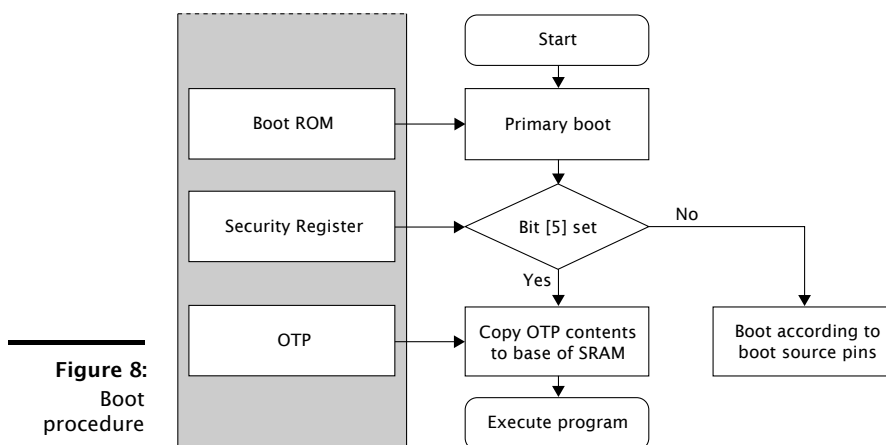 Start
Boot ROM
Primary boot
Security Register
Bit [5] set
No
Yes
OTP
Copy OTP contents
to base of SRAM
Boot according to
boot source pins
Execute program
Figure 8:
Boot
procedure